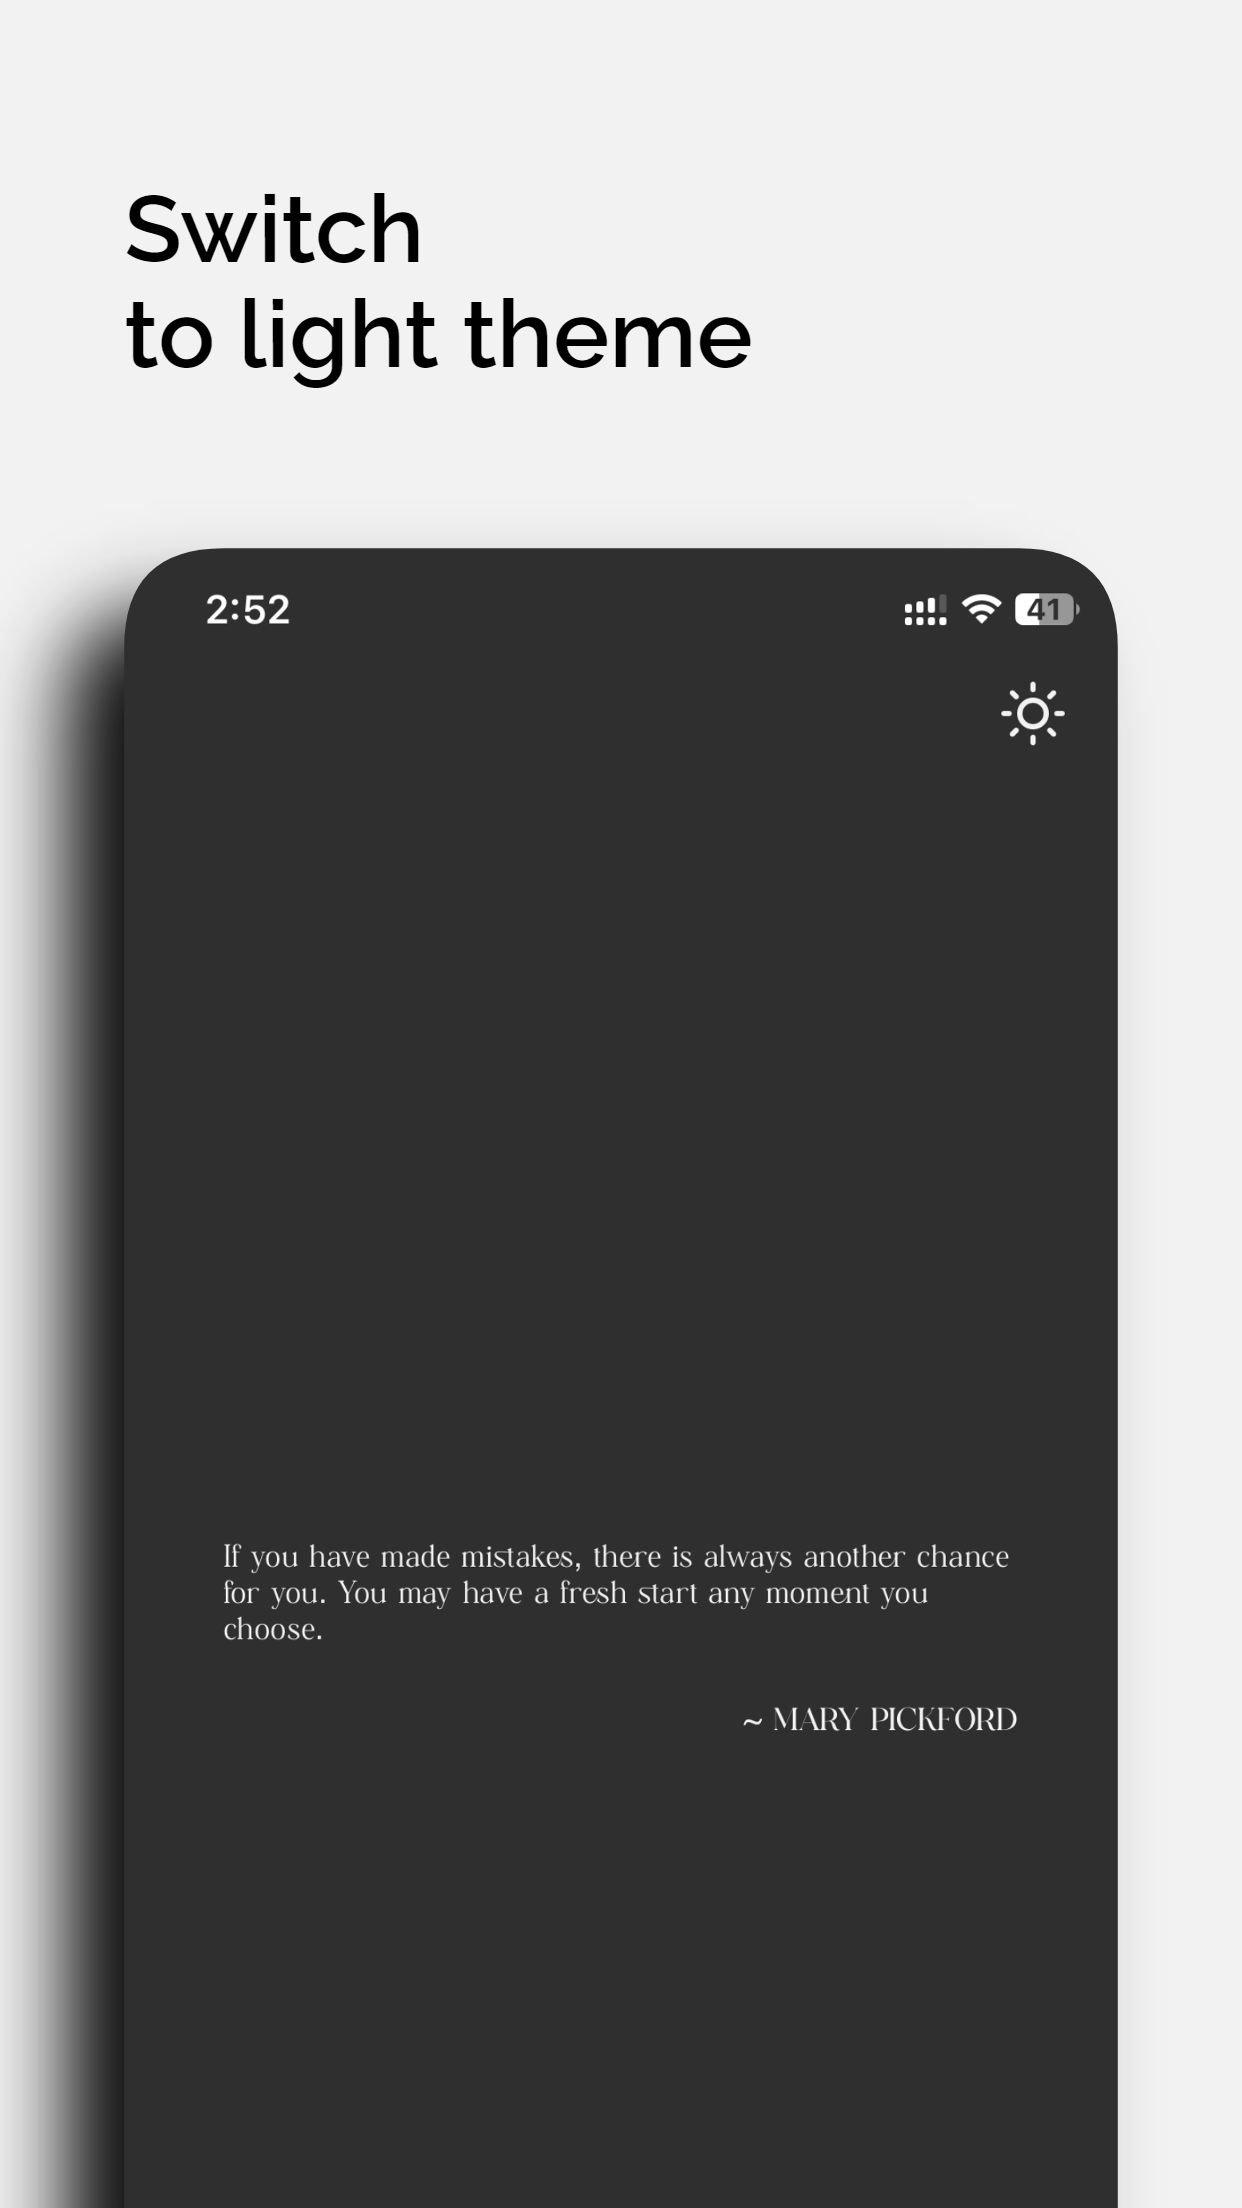 Switch
to light theme
2:52
41
If you have made mistakes, there is always another chance
for you. You may have a fresh start any moment you
choose.
~ MARY PICKFORD